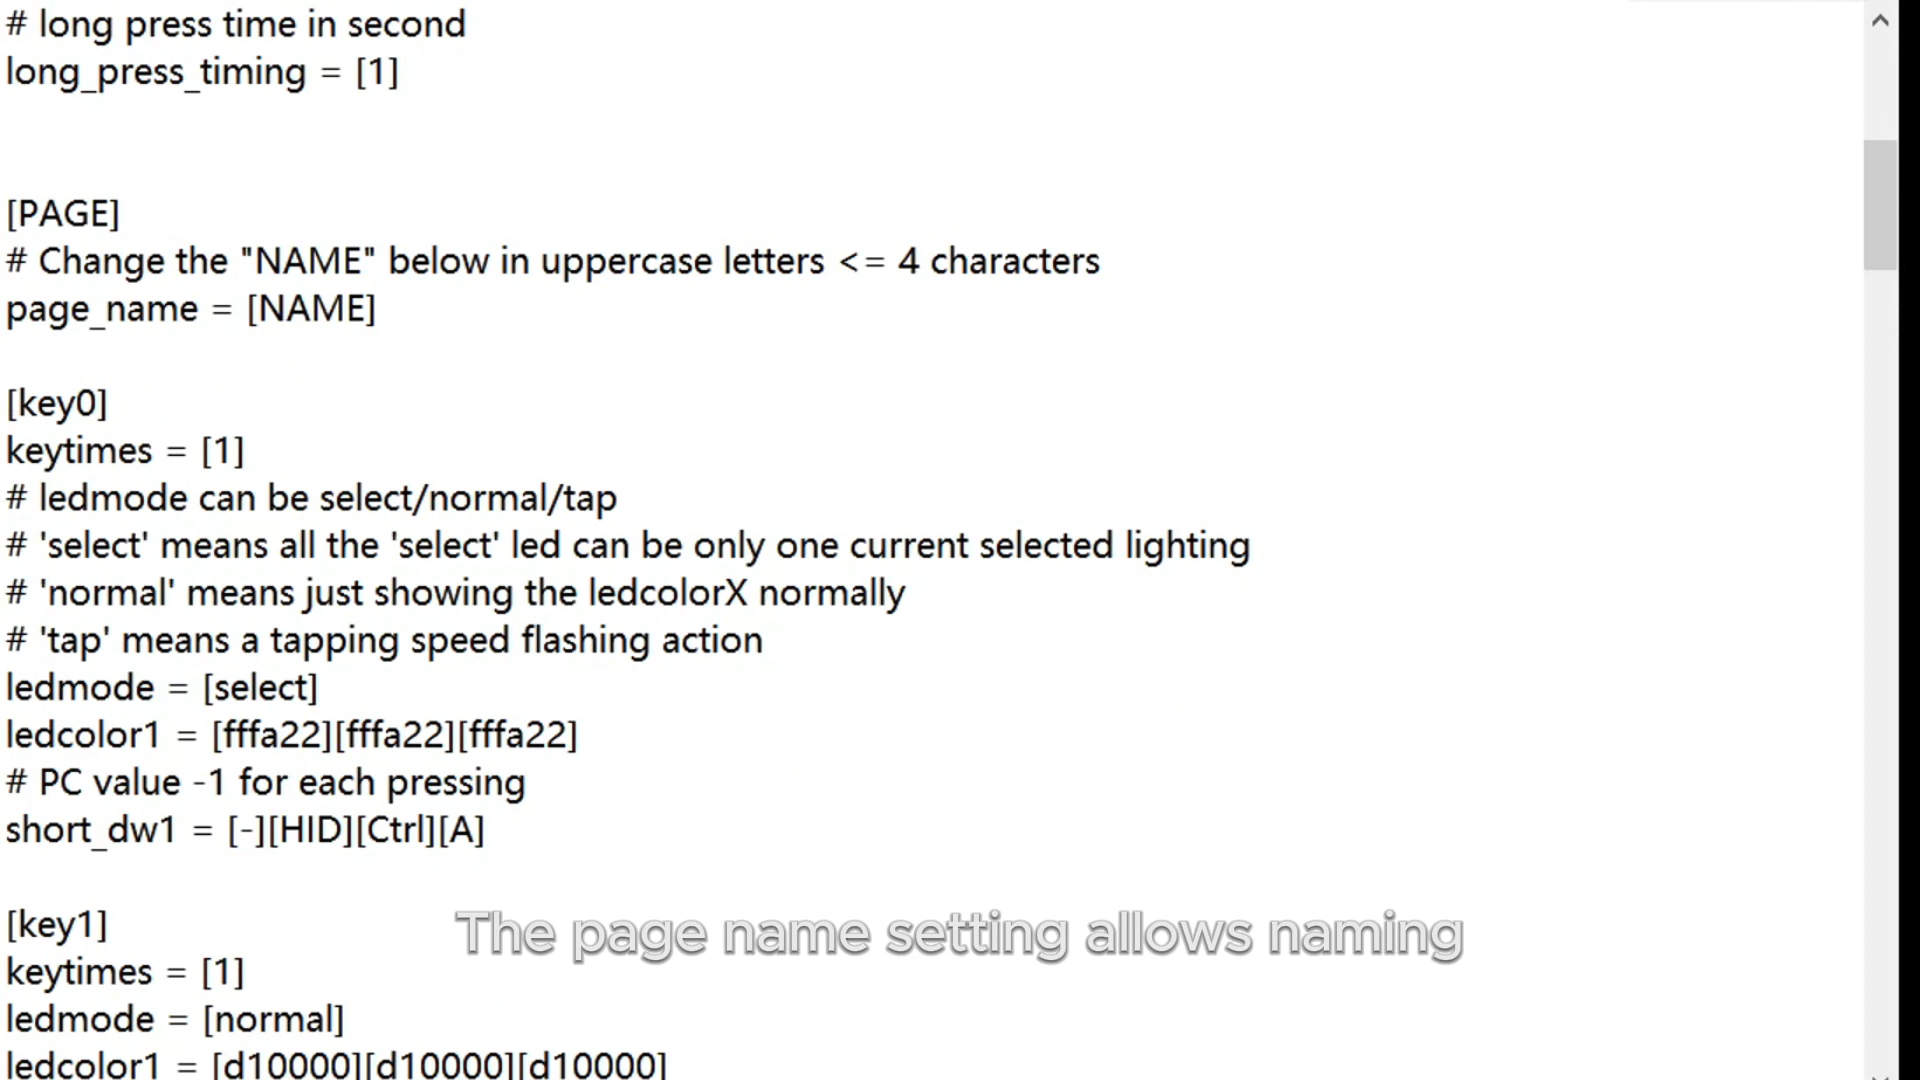 # long press time in second
long_press_timing = [1]
[PAGE]
# Change the "NAME" below in uppercase letters <= 4 characters
page_name = [NAME]
[key0]
keytimes = [1]
# ledmode can be select/normal/tap
# 'select' means all the 'select' led can be only one current selected lighting
# 'normal' means just showing the ledcolorX normally
# 'tap' means a tapping speed flashing action
ledmode = [select]
ledcolor1 = [fffa22][fffa22][fffa22]
# PC value -1 for each pressing
short_dw1 = [-][HID][Ctrl][A]
[key1]
The page name setting allows naming
keytimes = [1]
ledmode = [normal]
ledcolor1 = [d10000][d10000][d10000]